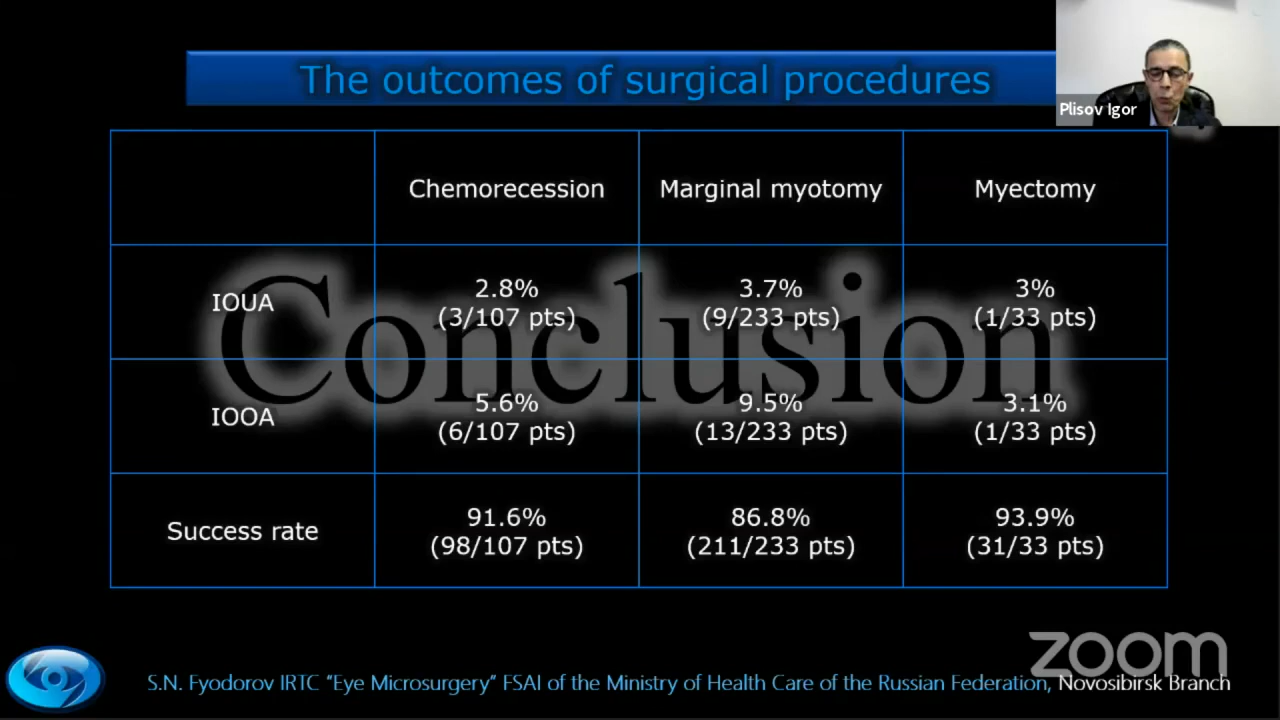 The outcomes of surgical procedures
Plisov Igor
Chemorecession
Marginal myotomy
Myectomy
Conclusion
IOUA
2.8%
(3/107 pts)
3.7%
(9/233 pts)
3%
(1/33 pts)
IOOA
5.6%
(6/107 pts)
9.5%
(13/233 pts)
3.1%
(1/33 pts)
Success rate
91.6%
(98/107 pts)
86.8%
(211/233 pts)
93.9%
(31/33 pts)
zoom
S.N. Fyodorov IRTC “Eye Microsurgery” FSAI of the Ministry of Health Care of the Russian Federation, Novosibirsk Branch